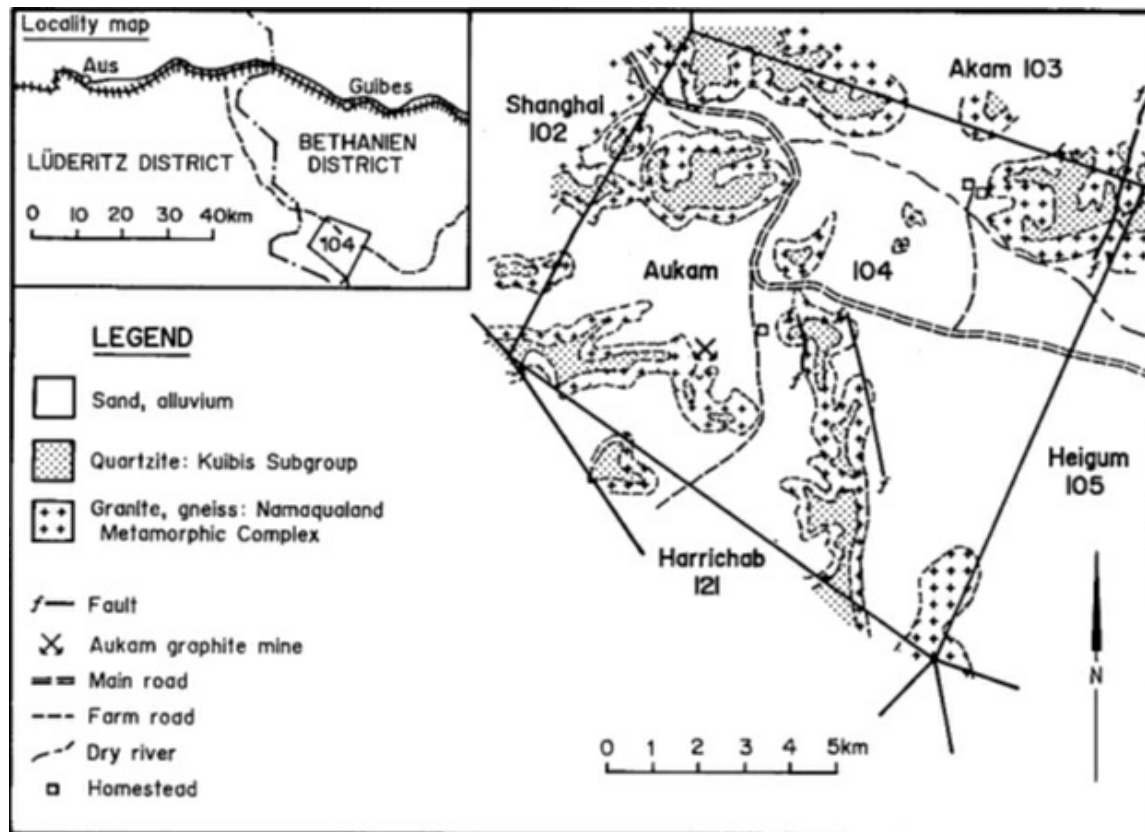 Locality map
Aus
Guibes
LÜDERITZ DISTRICT
BETHANIEN
DISTRICT
0 10 20 30 40km
104
LEGEND
Sand, alluvium
Quartzite: Kuibis Subgroup
Granite, gneiss: Namaqualand
Metamorphic Complex
f Fault
Aukam graphite mine
Main road
Farm road
Dry river
Homestead
Akam 103
Shanghai
102
f
Aukam
104
f
f
Heigum
105
Harrichab
121
N
0 1 2 3 4 5km